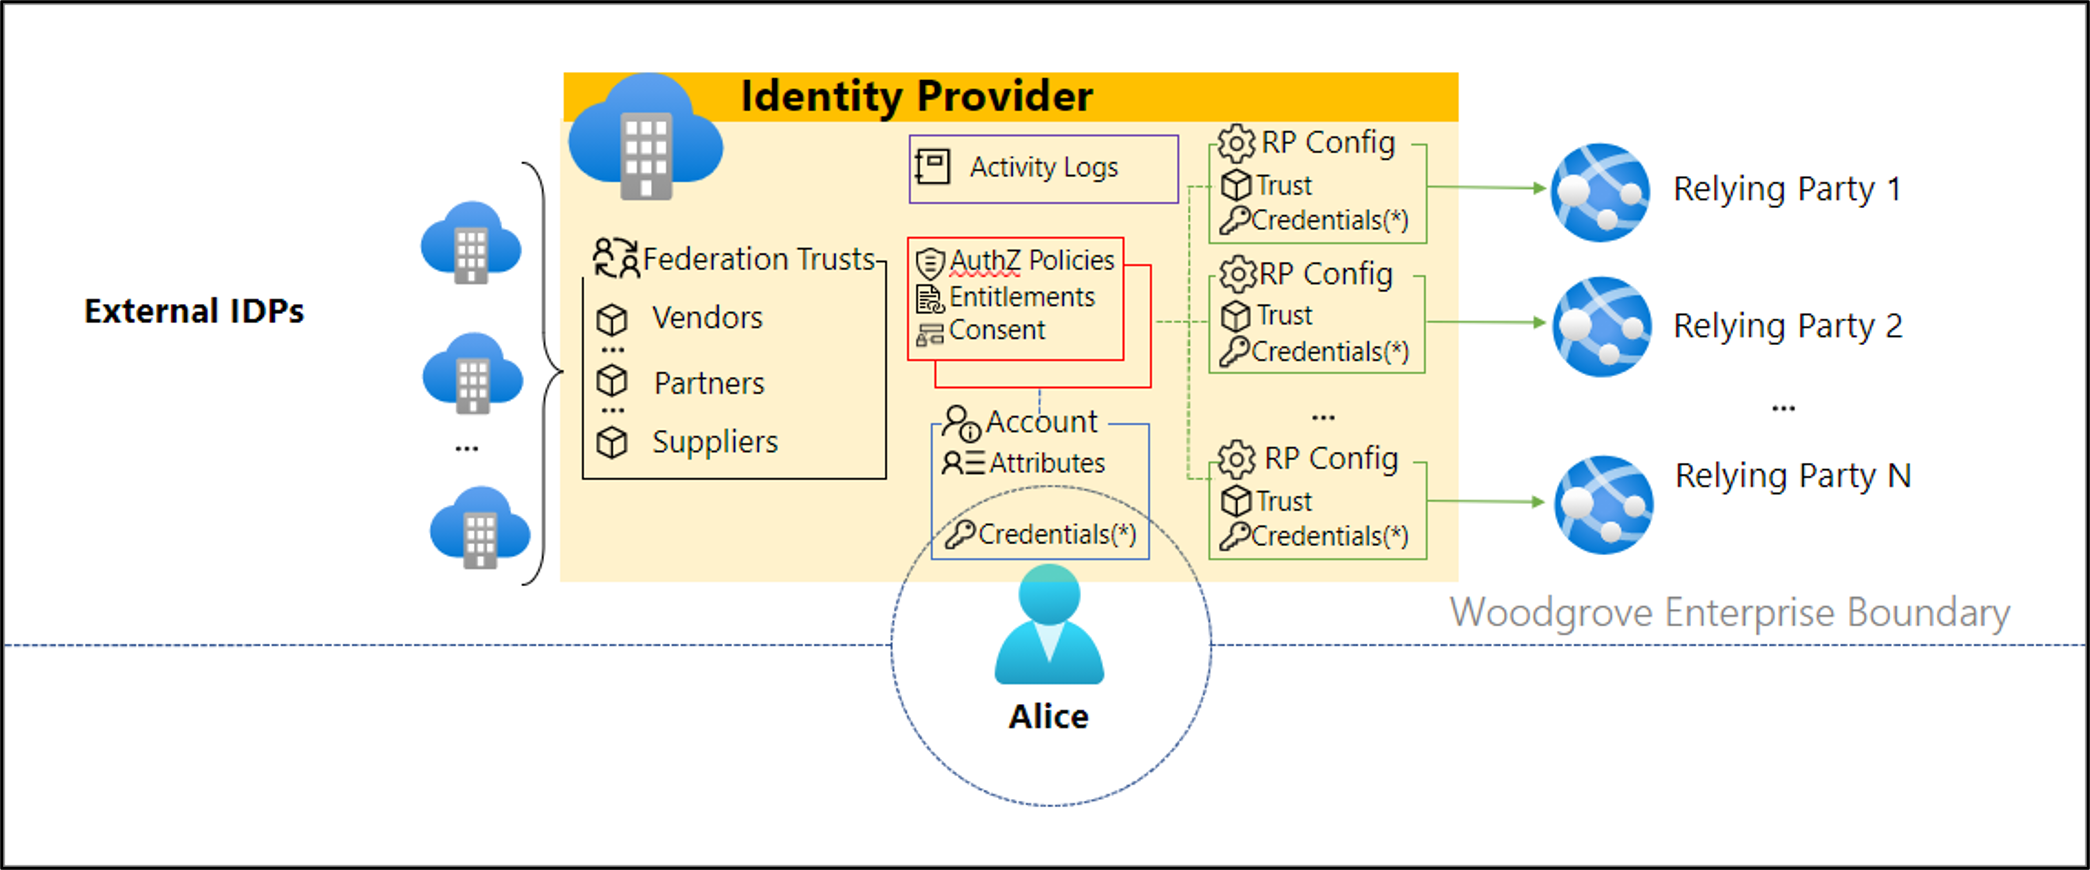 Identity Provider
External IDPs
...
Federation Trusts
Vendors
...
Partners
...
Suppliers
Activity Logs
AuthZ Policies
Entitlements
Consent
Account
Attributes
Credentials(*)
Alice
RP Config
Trust
Credentials(*)
RP Config
Trust
Credentials(*)
...
RP Config
Trust
Credentials(*)
Relying Party 1
Relying Party 2
...
Relying Party N
Woodgrove Enterprise Boundary